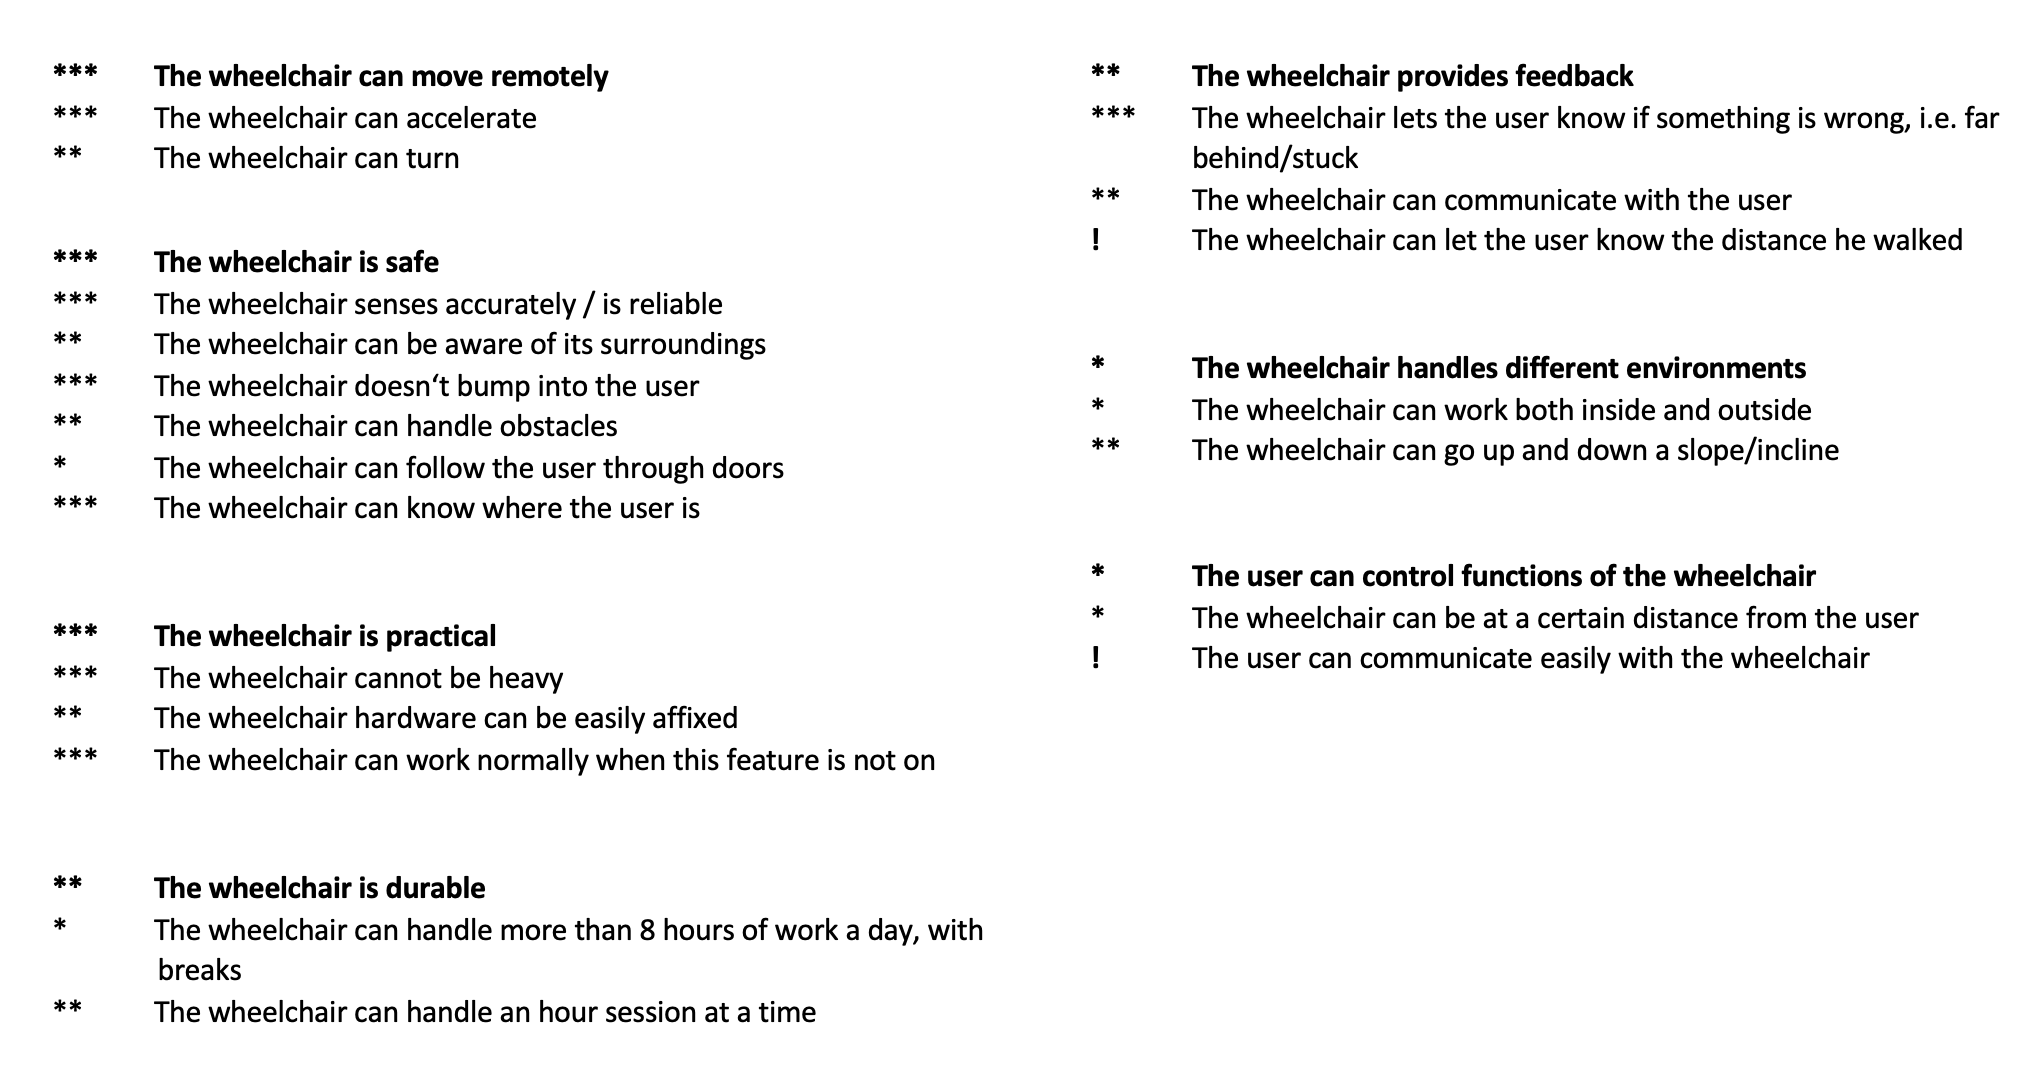 *** The wheelchair can move remotely
*** The wheelchair can accelerate
** The wheelchair can turn
*** The wheelchair is safe
*** The wheelchair senses accurately / is reliable
** The wheelchair can be aware of its surroundings
*** The wheelchair doesn‘t bump into the user
** The wheelchair can handle obstacles
* The wheelchair can follow the user through doors
*** The wheelchair can know where the user is
*** The wheelchair is practical
*** The wheelchair cannot be heavy
** The wheelchair hardware can be easily affixed
*** The wheelchair can work normally when this feature is not on
** The wheelchair is durable
* The wheelchair can handle more than 8 hours of work a day, with
breaks
** The wheelchair can handle an hour session at a time
** The wheelchair provides feedback
*** The wheelchair lets the user know if something is wrong, i.e. far
behind/stuck
** The wheelchair can communicate with the user
! The wheelchair can let the user know the distance he walked
* The wheelchair handles different environments
* The wheelchair can work both inside and outside
** The wheelchair can go up and down a slope/incline
* The user can control functions of the wheelchair
* The wheelchair can be at a certain distance from the user
! The user can communicate easily with the wheelchair